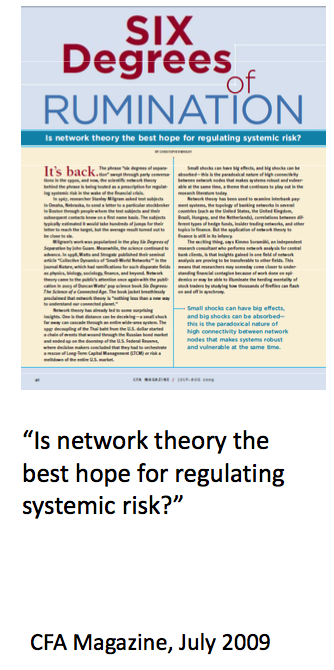 SIX
Degrees
of
RUMINATION
Is network theory the best hope for regulating systemic risk?
BY CHRISTOPHER
It's back. The phrase "six degrees of separa-
tion" swept through party conversa-
tions in the 1990s, and now, the scientific network theory
behind the phrase is being touted as a prescription for regulat-
ing systemic risk in the wake of the financial crisis.
In 1967, researcher Stanley Milgram asked test subjects
in Omaha, Nebraska, to send a letter to a particular stockbroker
in Boston through people whom the test subjects and their
subsequent contacts knew on a first name basis. The subjects
typically estimated it would take hundreds of jumps for their
letter to reach the target, but the average result turned out to
be close to six.
Milgram's work was popularized in the play Six Degrees of
Separation by John Guare. Meanwhile, the science continued to
advance. In 1998, Watts and Strogatz published their seminal
article "Collective Dynamics of 'Small-World' Networks" in the
journal Nature, which had ramifications for such disparate fields
as physics, biology, sociology, finance, and beyond. Network
theory came to the public's attention once again with the publi-
cation in 2003 of Duncan Watts' pop science book Six Degrees:
The Science of a Connected Age. The book jacket breathlessly
proclaimed that network theory is "nothing less than a new way
to understand our connected planet."
Network theory has already led to some surprising
insights. One is that distance can be deceiving—a small shock
far away can cascade through an entire wide-area system. The
1997 decoupling of the Thai baht from the U.S. dollar started
a chain of events that wound through the Russian bond market
and ended up on the doorstep of the U.S. Federal Reserve,
where decision makers concluded that they had to orchestrate
a rescue of Long-Term Capital Management (LTCM) or risk a
meltdown of the entire U.S. market.
Small shocks can have big effects, and big shocks can be
absorbed—this is the paradoxical nature of high connectivity
between network nodes that makes systems robust and vulner-
able at the same time, a theme that continues to play out in the
research literature today.
Network theory has been used to examine interbank pay-
ment systems, the topology of banking networks in several
countries (such as the United States, the United Kingdom,
Brazil, Hungary, and the Netherlands), correlations between dif-
ferent types of hedge funds, insider trading networks, and other
topics in finance. But the application of network theory to
finance is still in its infancy.
The exciting thing, says Kimmo Soramäki, an independent
research consultant who performs network analysis for central
bank clients, is that insights gained in one field of network
analysis are proving to be transferable to other fields. This
means that researchers may someday come closer to under-
standing financial contagion because of work done on epi-
demics or may be able to illuminate the herding mentality of
stock traders by studying how thousands of fireflies can flash
on and off in synchrony.
Small shocks can have big effects,
and big shocks can be absorbed—
this is the paradoxical nature of
high connectivity between network
nodes that makes systems robust
and vulnerable at the same time.
CFA MAGAZINE / JULY-AUG 2009
“Is network theory the
best hope for regulating
systemic risk?”
CFA Magazine, July 2009